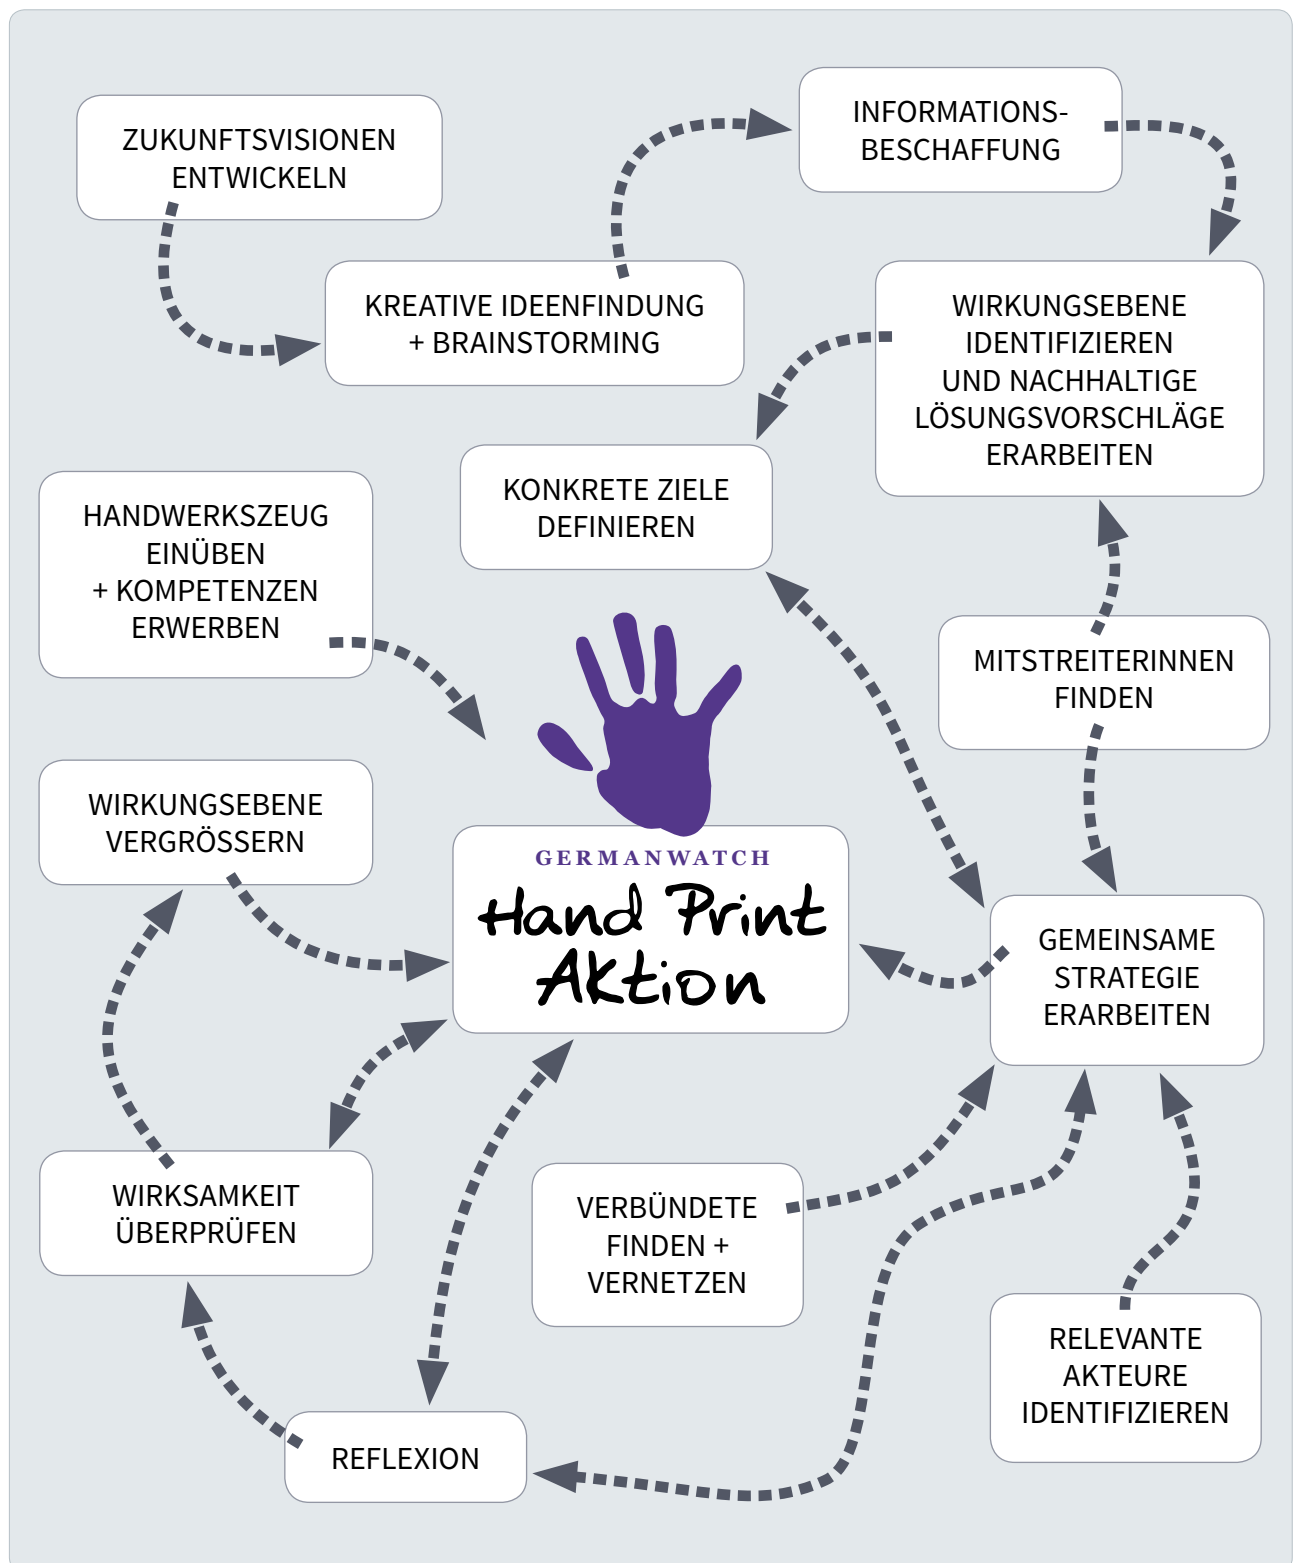 ZUKUNFTSVISIONEN
ENTWICKELN
INFORMATIONS-
BESCHAFFUNG
KREATIVE IDEENFINDUNG
+ BRAINSTORMING
WIRKUNGSEBENE
IDENTIFIZIEREN
UND NACHHALTIGE
LÖSUNGSVORSCHLÄGE
ERARBEITEN
KONKRETE ZIELE
DEFINIEREN
HANDWERKSZEUG
EINÜBEN
+ KOMPETENZEN
ERWERBEN
MITSTREITERINNEN
FINDEN
WIRKUNGSEBENE
VERGRÖSSERN
GERMANWATCH
Hand Print
Aktion
GEMEINSAME
STRATEGIE
ERARBEITEN
WIRKSAMKEIT
ÜBERPRÜFEN
VERBÜNDETE
FINDEN +
VERNETZEN
RELEVANTE
AKTEURE
IDENTIFIZIEREN
REFLEXION